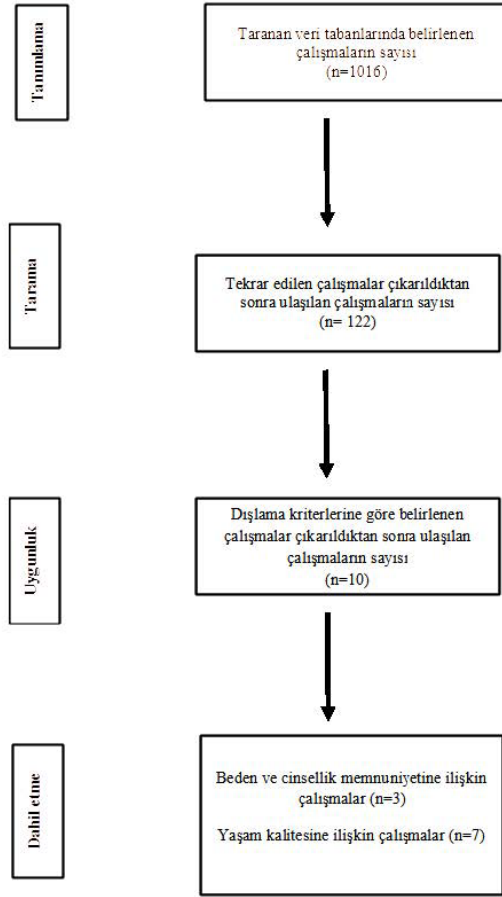 Tanımlama
Taranan veri tabanlarında belirlenen
çalışmaların sayısı
(n=1016)
Tarama
Tekrar edilen çalışmalar çıkarıldıktan
sonra ulaşılan çalışmaların sayısı
(n= 122)
Uygunluk
Dışlama kriterlerine göre belirlenen
çalışmalar çıkarıldıktan sonra ulaşılan
çalışmaların sayısı
(n=10)
Dahil etme
Beden ve cinsellik memnuniyetine ilişkin
çalışmalar (n=3)
Yaşam kalitesine ilişkin çalışmalar (n=7)